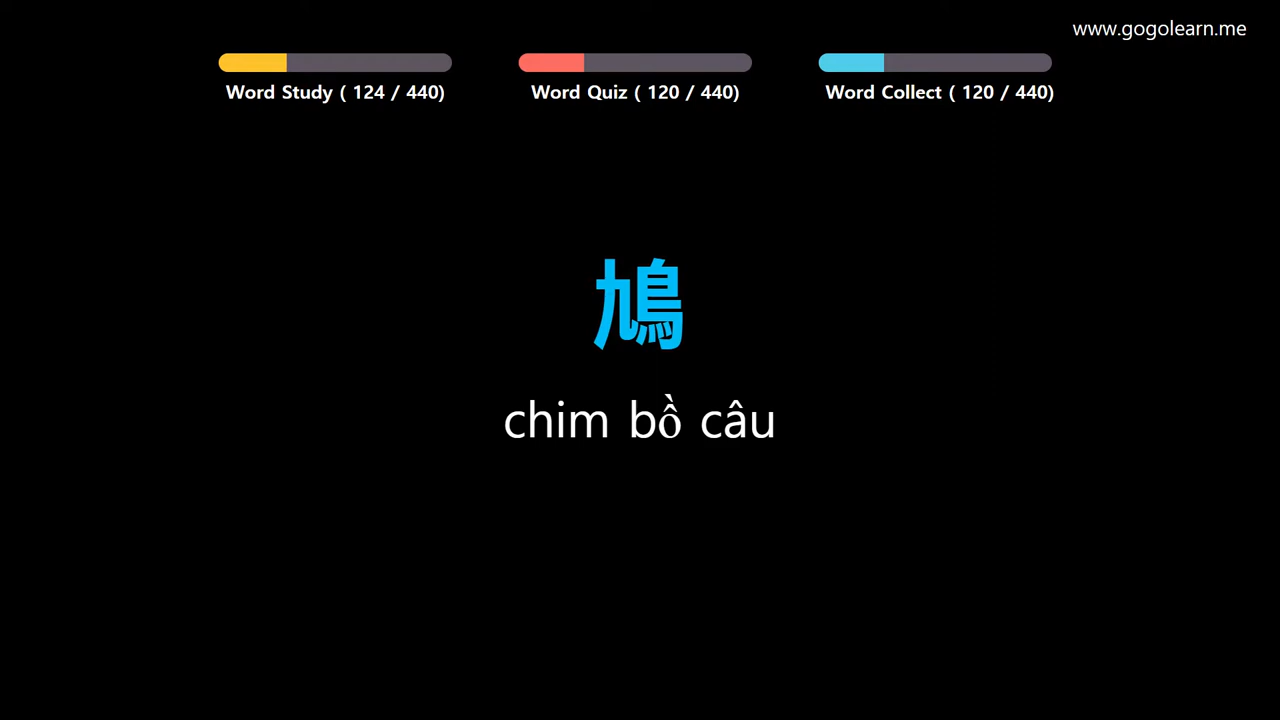 www.gogolearn.me
Word Study ( 124 / 440)
Word Quiz ( 120 / 440)
Word Collect ( 120 / 440)
鳩
chim bồ câu